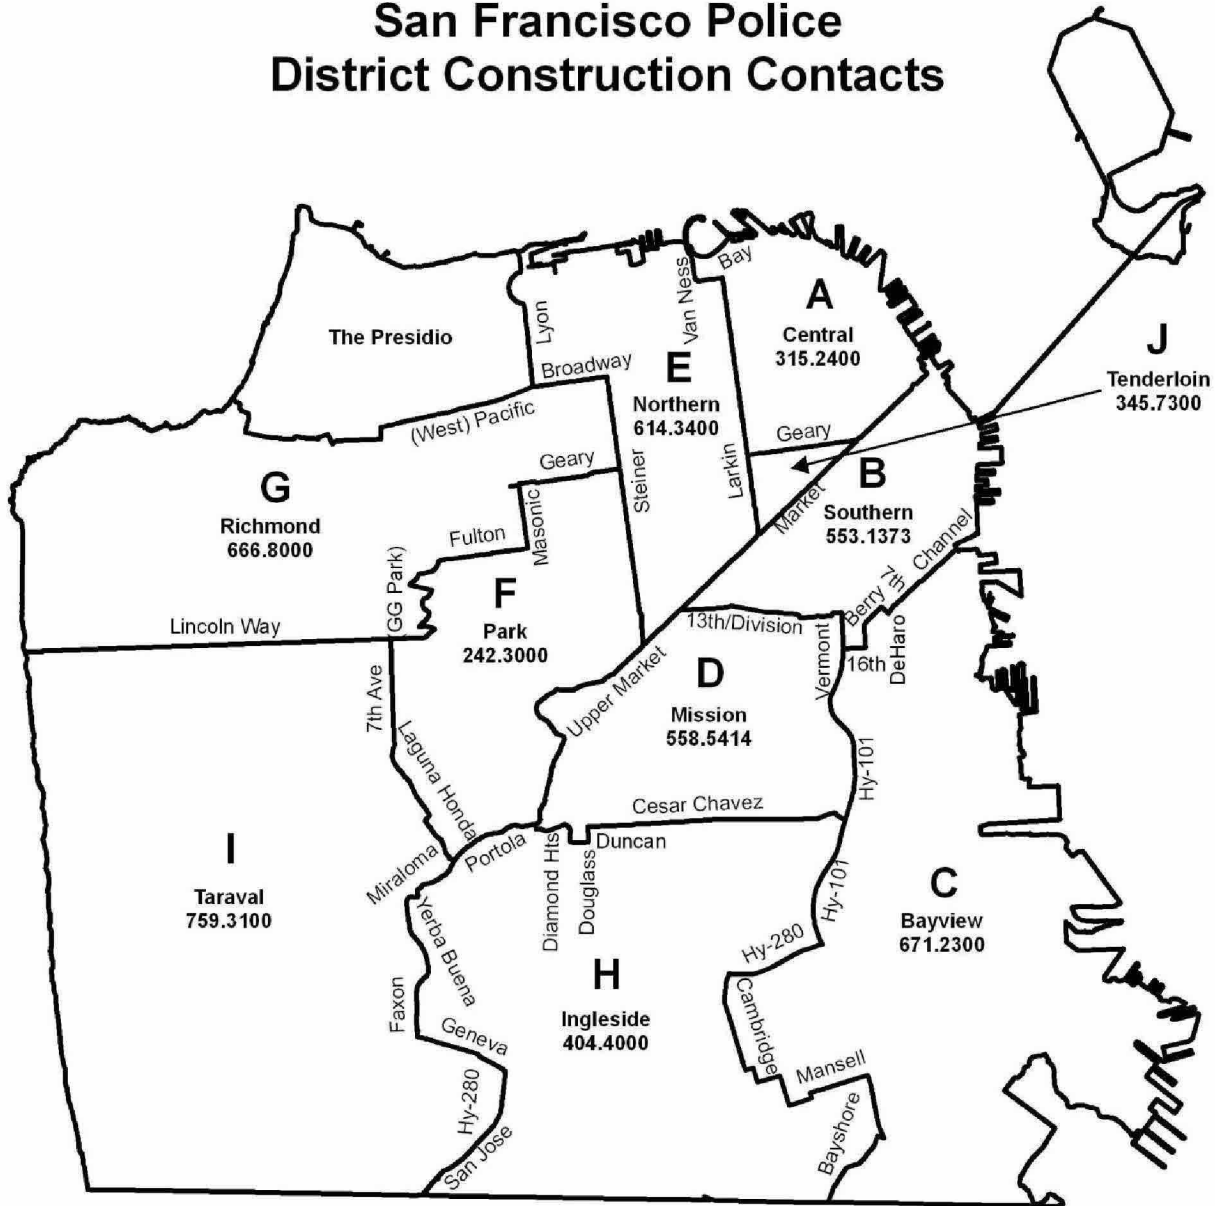 San Francisco Police
District Construction Contacts
The Presidio
Lyon
Van Ness
Bay
A
Central
315.2400
J
Tenderloin
345.7300
Broadway
(West) Pacific
E
Northern
614.3400
Geary
Geary
Steiner
Larkin
Market
B
Southern
553.1373
G
Richmond
666.8000
Fulton
Masonic
GG Park)
F
Park
242.3000
Lincoln Way
Channel
7th
Berry
13th/Division
Vermont
16th
DeHaro
7th Ave
Laguna Honda
Upper Market
D
Mission
558.5414
Hy-101
Cesar Chavez
I
Taraval
759.3100
Miraloma
Portola
Diamond Hts
Douglass
Duncan
Hy-101
C
Bayview
671.2300
Yerba Buena
Faxon
Geneva
Hy-280
San Jose
H
Ingleside
404.4000
Hy-280
Cambridge
Mansell
Bayshore